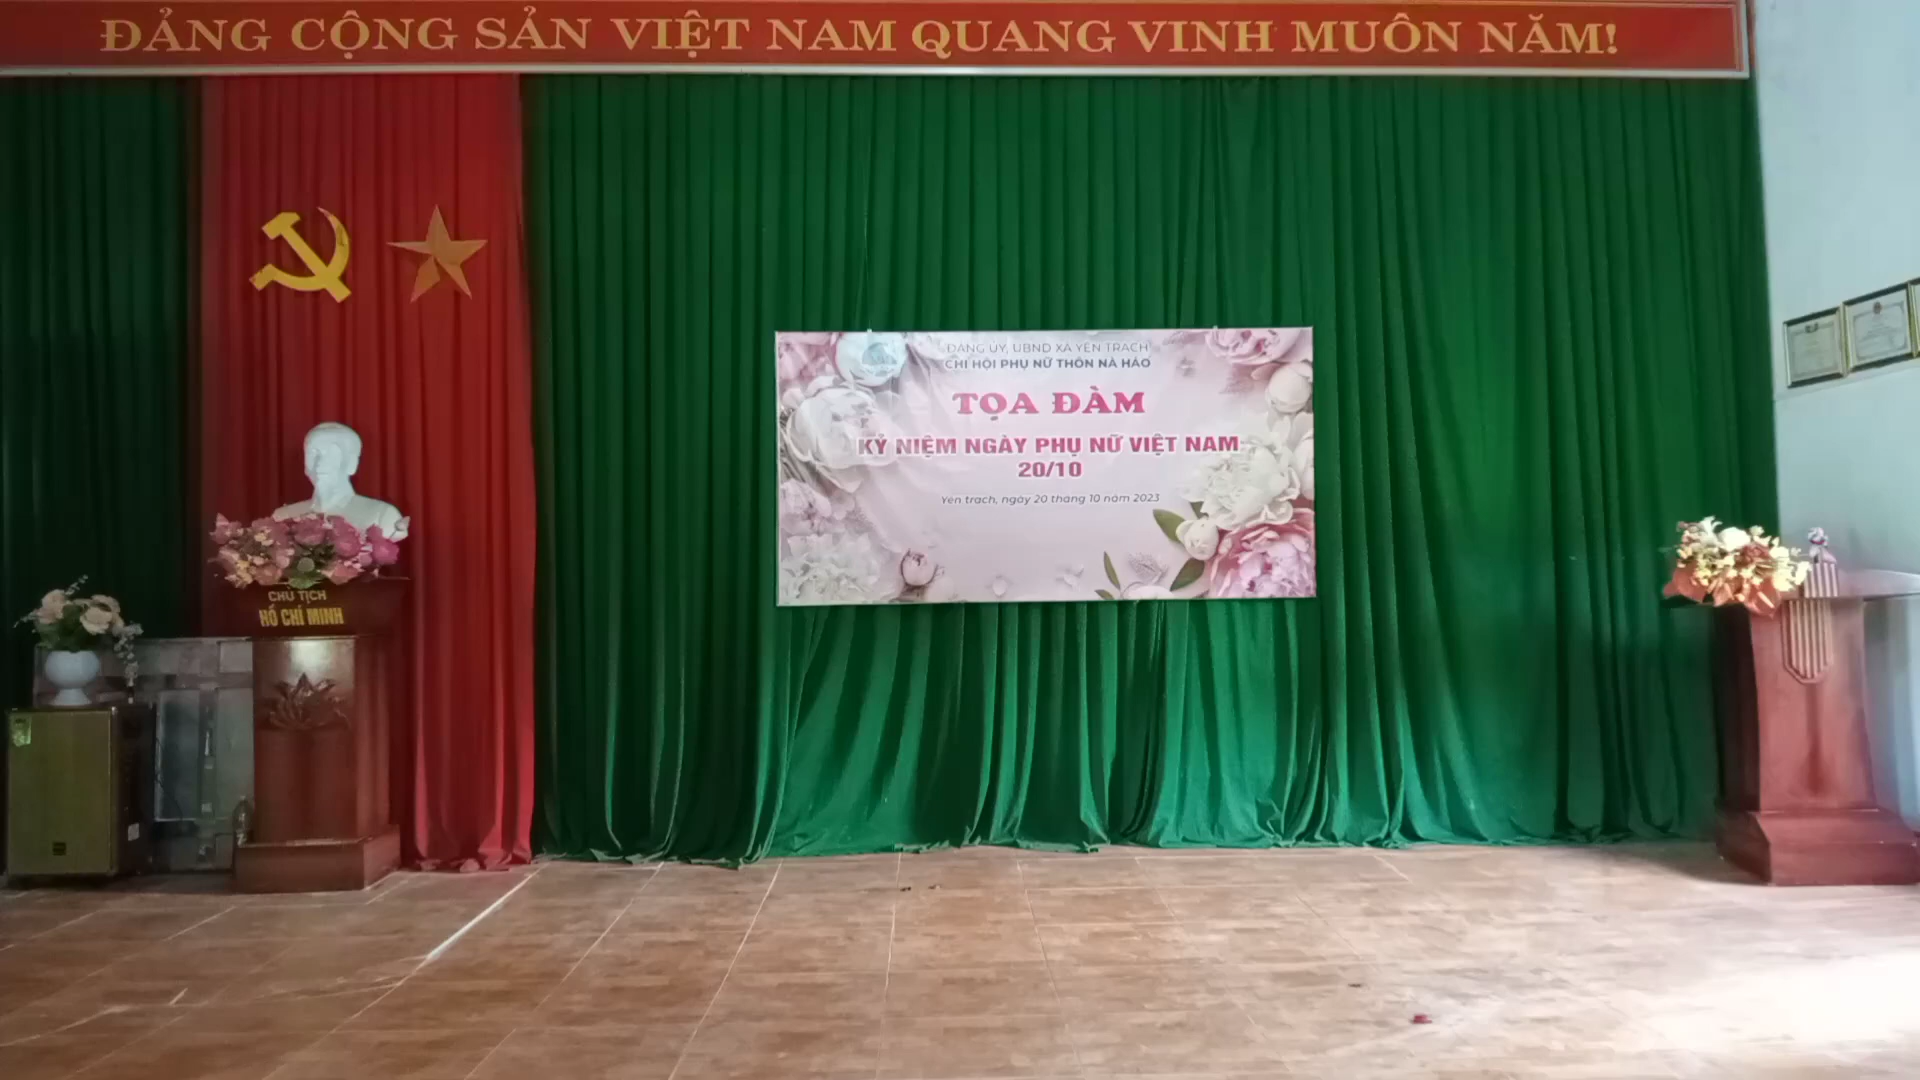 ĐẢNG CỘNG SẢN VIỆT NAM QUANG VINH MUÔN NĂM!
ĐẢNG ỦY, UBND XÃ YÊN TRẠCH
CHI HỘI PHỤ NỮ THÔN NÀ HÁO
TỌA ĐÀM
KỶ NIỆM NGÀY PHỤ NỮ VIỆT NAM
20/10
Yên trạch, ngày 20 tháng 10 năm 2023
CHỦ TỊCH
HỒ CHÍ MINH